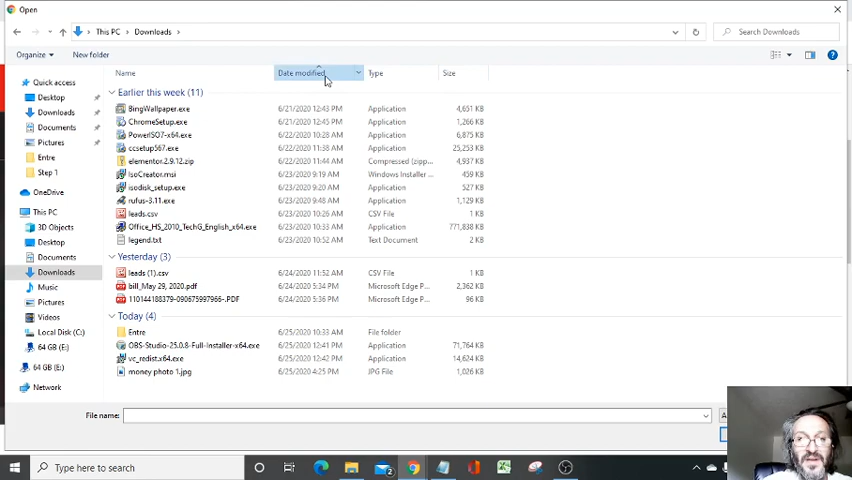 Open
This PC > Downloads >
Search Downloads
Organize
New folder
Name
Date modified
Type
Size
Quick access
Desktop
Downloads
Documents
Pictures
Entre
Step 1
OneDrive
This PC
3D Objects
Desktop
Documents
Downloads
Music
Pictures
Videos
Local Disk (C:)
64 GB (E:)
64 GB (E:)
Network
Earlier this week (11)
BingWallpaper.exe 6/21/2020 12:43 PM Application 4,651 KB
ChromeSetup.exe 6/21/2020 12:45 PM Application 1,266 KB
PowerISO7-x64.exe 6/22/2020 10:28 AM Application 6,875 KB
ccsetup567.exe 6/22/2020 11:38 AM Application 25,253 KB
elementor.2.9.12.zip 6/22/2020 11:44 AM Compressed (zipp... 4,937 KB
IsoCreator.msi 6/23/2020 9:19 AM Windows Installer ... 459 KB
isodisk_setup.exe 6/23/2020 9:20 AM Application 527 KB
rufus-3.11.exe 6/23/2020 9:48 AM Application 1,129 KB
leads.csv 6/23/2020 10:26 AM CSV File 1 KB
Office_HS_2010_TechG_English_x64.exe 6/23/2020 10:33 AM Application 771,838 KB
legend.txt 6/23/2020 10:52 AM Text Document 2 KB
Yesterday (3)
leads (1).csv 6/24/2020 11:52 AM CSV File 1 KB
bill_May 29, 2020.pdf 6/24/2020 5:34 PM Microsoft Edge P... 2,362 KB
110144188379-090675997966-.PDF 6/24/2020 5:36 PM Microsoft Edge P... 96 KB
Today (4)
Entre 6/25/2020 10:33 AM File folder
OBS-Studio-25.0.8-Full-Installer-x64.exe 6/25/2020 12:41 PM Application 71,764 KB
vc_redist.x64.exe 6/25/2020 12:42 PM Application 14,624 KB
money photo 1.jpg 6/25/2020 4:25 PM JPG File 1,026 KB
File name:
Type here to search